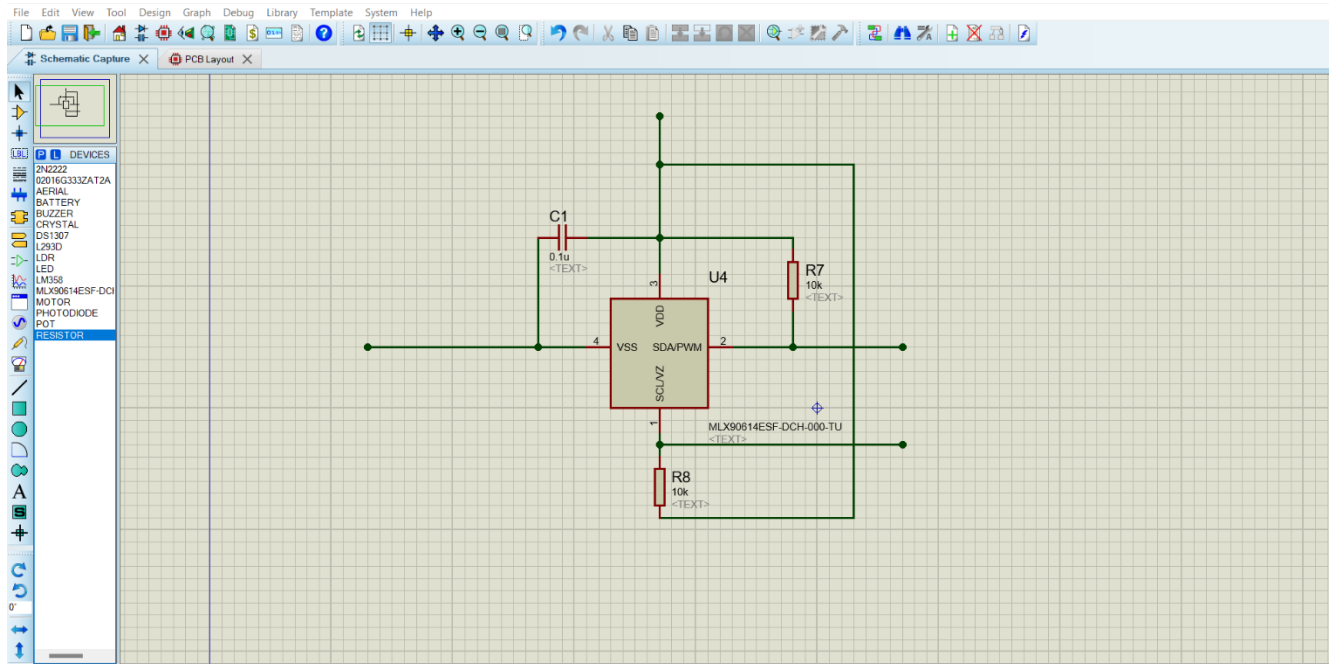 File Edit View Tool Design Graph Debug Library Template System Help
Schematic Capture
PCB Layout
LBL
P L DEVICES
2N2222
02016G333ZAT2A
AERIAL
BATTERY
BUZZER
CRYSTAL
DS1307
L293D
LDR
LED
LM358
MLX90614ESF-DCH
MOTOR
PHOTODIODE
POT
RESISTOR
A
S
0°
C1
0.1u
<TEXT>
U4
R7
10k
<TEXT>
3
VDD
4
VSS
SDA/PWM
2
SCL/VZ
1
MLX90614ESF-DCH-000-TU
<TEXT>
R8
10k
<TEXT>